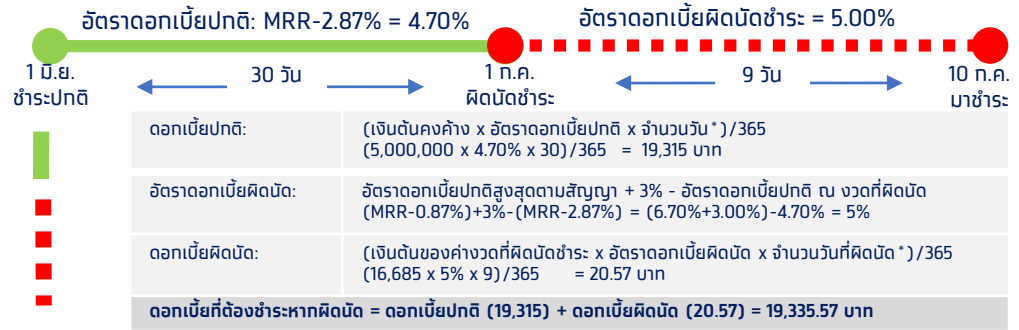 อัตราดอกเบี้ยปกติ: MRR-2.87% = 4.70%
อัตราดอกเบี้ยผิดนัดชำระ = 5.00%
1 มิ.ย.
ชำระปกติ
30 วัน
1 ก.ค.
ผิดนัดชำระ
9 วัน
10 ก.ค.
มาชำระ
ดอกเบี้ยปกติ:
(เงินต้นคงค้าง x อัตราดอกเบี้ยปกติ x จำนวนวัน*)/365
(5,000,000 x 4.70% x 30)/365 = 19,315 บาท
อัตราดอกเบี้ยผิดนัด:
อัตราดอกเบี้ยปกติสูงสุดตามสัญญา + 3% - อัตราดอกเบี้ยปกติ ณ งวดที่ผิดนัด
(MRR-0.87%)+3%-(MRR-2.87%) = (6.70%+3.00%)-4.70% = 5%
ดอกเบี้ยผิดนัด:
(เงินต้นของค่างวดที่ผิดนัดชำระ x อัตราดอกเบี้ยผิดนัด x จำนวนวันที่ผิดนัด*)/365
(16,685 x 5% x 9)/365 = 20.57 บาท
ดอกเบี้ยที่ต้องชำระหากผิดนัด = ดอกเบี้ยปกติ (19,315) + ดอกเบี้ยผิดนัด (20.57) = 19,335.57 บาท